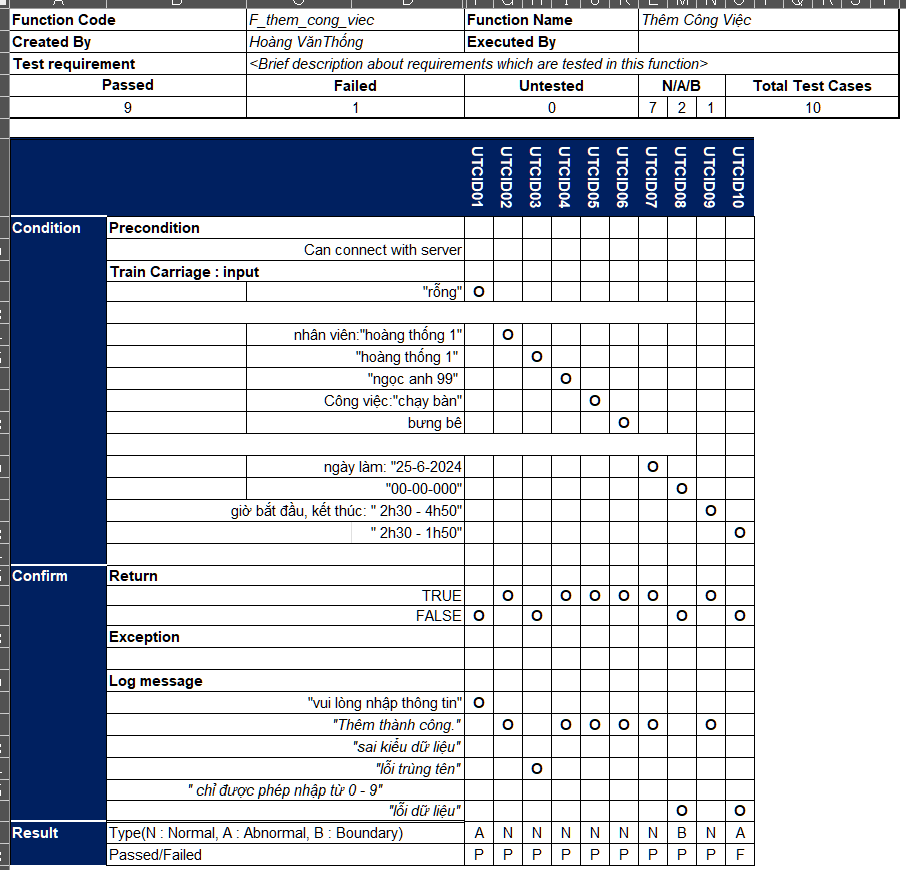 Function Code F_them_cong_viec Function Name Thêm Công Việc
Created By Hoàng VănThống Executed By
Test requirement <Brief description about requirements which are tested in this function>
Passed Failed Untested N/A/B Total Test Cases
9 1 0 7 2 1 10
UTCID01 UTCID02 UTCID03 UTCID04 UTCID05 UTCID06 UTCID07 UTCID08 UTCID09 UTCID10
Condition Precondition
Can connect with server
Train Carriage : input
"rỗng" O
nhân viên:"hoàng thống 1" O
"hoàng thống 1" O
"ngọc anh 99" O
Công việc:"chạy bàn" O
bưng bê O
ngày làm: "25-6-2024 O
"00-00-000" O
giờ bắt đầu, kết thúc: " 2h30 - 4h50" O
" 2h30 - 1h50" O
Confirm Return
TRUE O O O O O O
FALSE O O O O
Exception
Log message
"vui lòng nhập thông tin" O
"Thêm thành công." O O O O O O
"sai kiểu dữ liệu"
"lỗi trùng tên" O
" chỉ được phép nhập từ 0 - 9"
"lỗi dữ liệu" O O
Result Type(N : Normal, A : Abnormal, B : Boundary) A N N N N N N B N A
Passed/Failed P P P P P P P P P F